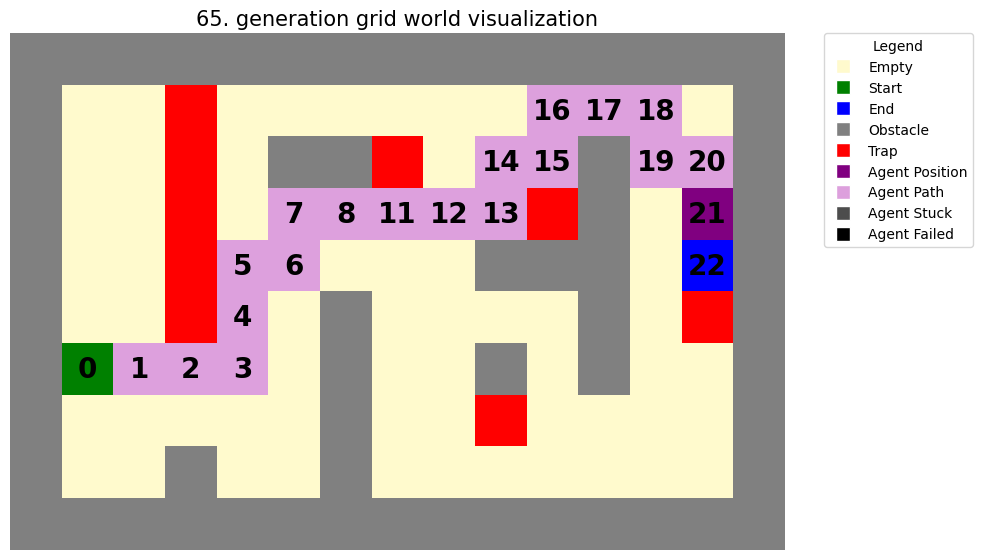 65. generation grid world visualization
Legend
Empty
Start
End
Obstacle
Trap
Agent Position
Agent Path
Agent Stuck
Agent Failed
16 17 18
14 15 19 20
7 8 11 12 13 21
5 6 22
4
0 1 2 3